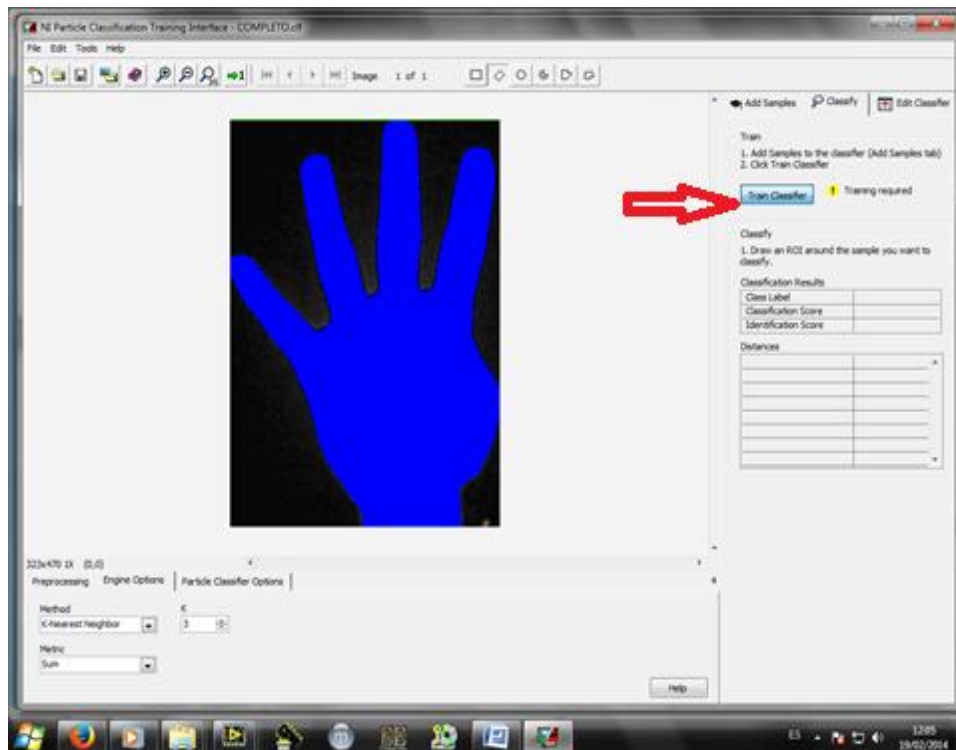 NI Particle Classification Training Interface - COMPLETO.clf
File Edit Tools Help
Image 1 of 1
Add Samples Classify Edit Classifier
Train
1. Add Samples to the classifier (Add Samples tab)
2. Click Train Classifier
Train Classifier Training required
Classify
1. Draw an ROI around the sample you want to
classify.
Classification Results
Class Label
Classification Score
Identification Score
Distances
323x470 1X (0,0)
Preprocessing Engine Options Particle Classifier Options
Method K
K-Nearest Neighbor 3
Metric
Sum
Help
ES 12:05
19/02/2014